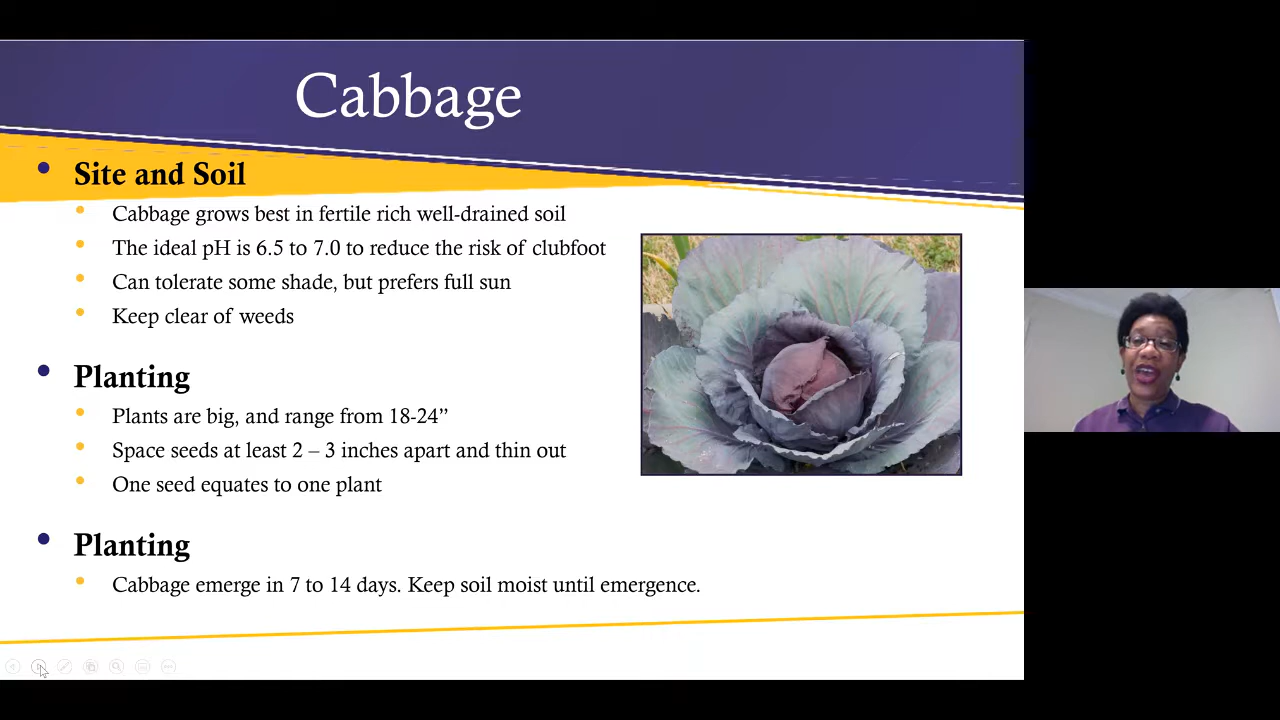 Cabbage
Site and Soil
Cabbage grows best in fertile rich well-drained soil
The ideal pH is 6.5 to 7.0 to reduce the risk of clubfoot
Can tolerate some shade, but prefers full sun
Keep clear of weeds
Planting
Plants are big, and range from 18-24”
Space seeds at least 2 – 3 inches apart and thin out
One seed equates to one plant
Planting
Cabbage emerge in 7 to 14 days. Keep soil moist until emergence.